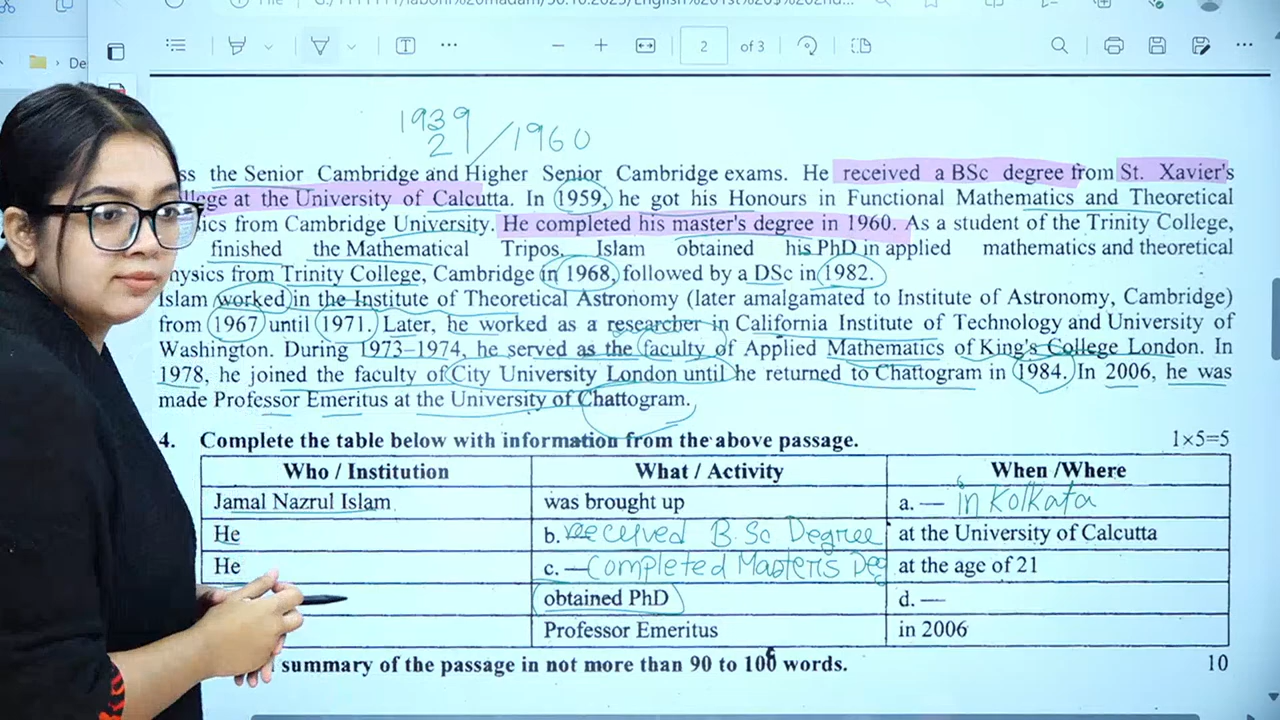 2 of 3
De
1939
21/1960
ss the Senior Cambridge and Higher Senior Cambridge exams. He received a BSc degree from St. Xavier's
llege at the University of Calcutta. In 1959, he got his Honours in Functional Mathematics and Theoretical
ics from Cambridge University. He completed his master's degree in 1960. As a student of the Trinity College,
finished the Mathematical Tripos, Islam obtained his PhD in applied mathematics and theoretical
hysics from Trinity College, Cambridge in 1968, followed by a DSc in 1982.
Islam worked in the Institute of Theoretical Astronomy (later amalgamated to Institute of Astronomy, Cambridge)
from 1967 until 1971. Later, he worked as a researcher in California Institute of Technology and University of
Washington. During 1973–1974, he served as the faculty of Applied Mathematics of King's College London. In
1978, he joined the faculty of City University London until he returned to Chattogram in 1984. In 2006, he was
made Professor Emeritus at the University of Chattogram.
4. Complete the table below with information from the above passage. 1×5=5
Who / Institution What / Activity When /Where
Jamal Nazrul Islam was brought up a. — in Kolkata
He b. received B.Sc Degree at the University of Calcutta
He c. — Completed Master's Deg at the age of 21
obtained PhD d. —
Professor Emeritus in 2006
summary of the passage in not more than 90 to 100 words. 10